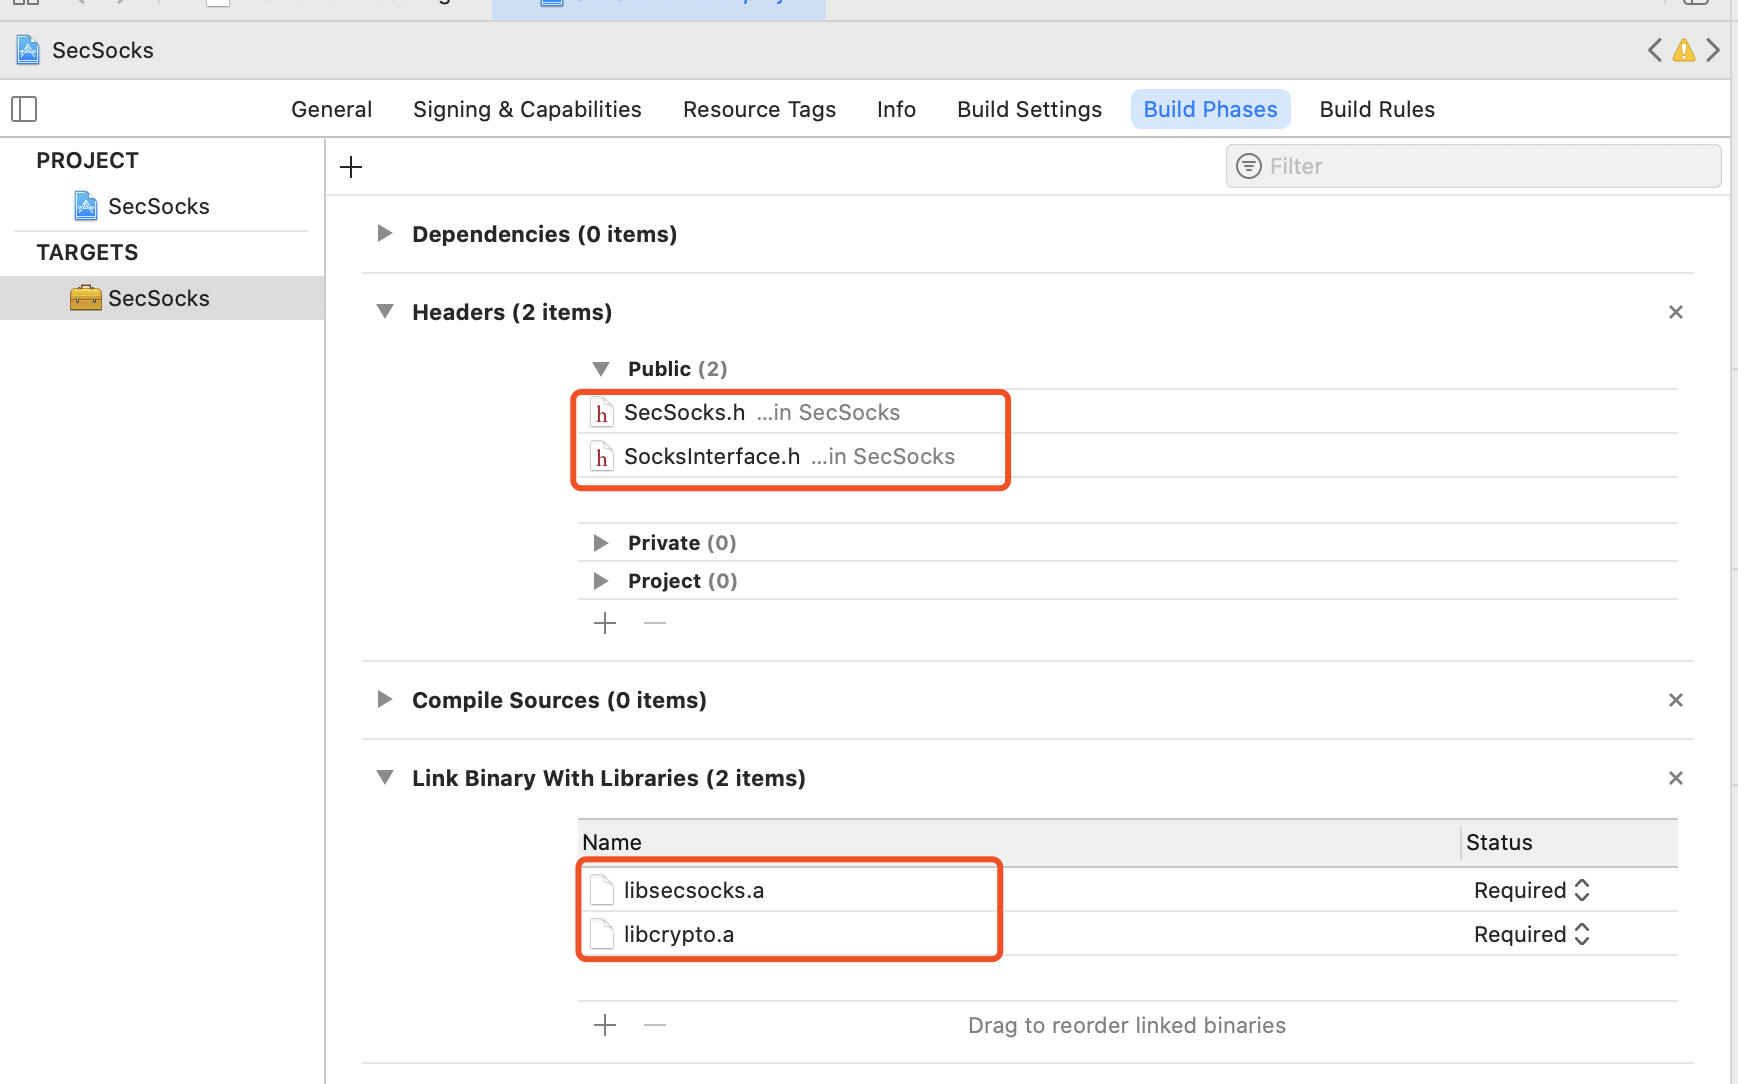 SecSocks
General Signing & Capabilities Resource Tags Info Build Settings Build Phases Build Rules
PROJECT
SecSocks
TARGETS
SecSocks
Filter
Dependencies (0 items)
Headers (2 items)
Public (2)
SecSocks.h ...in SecSocks
SocksInterface.h ...in SecSocks
Private (0)
Project (0)
Compile Sources (0 items)
Link Binary With Libraries (2 items)
Name Status
libsecsocks.a Required
libcrypto.a Required
Drag to reorder linked binaries